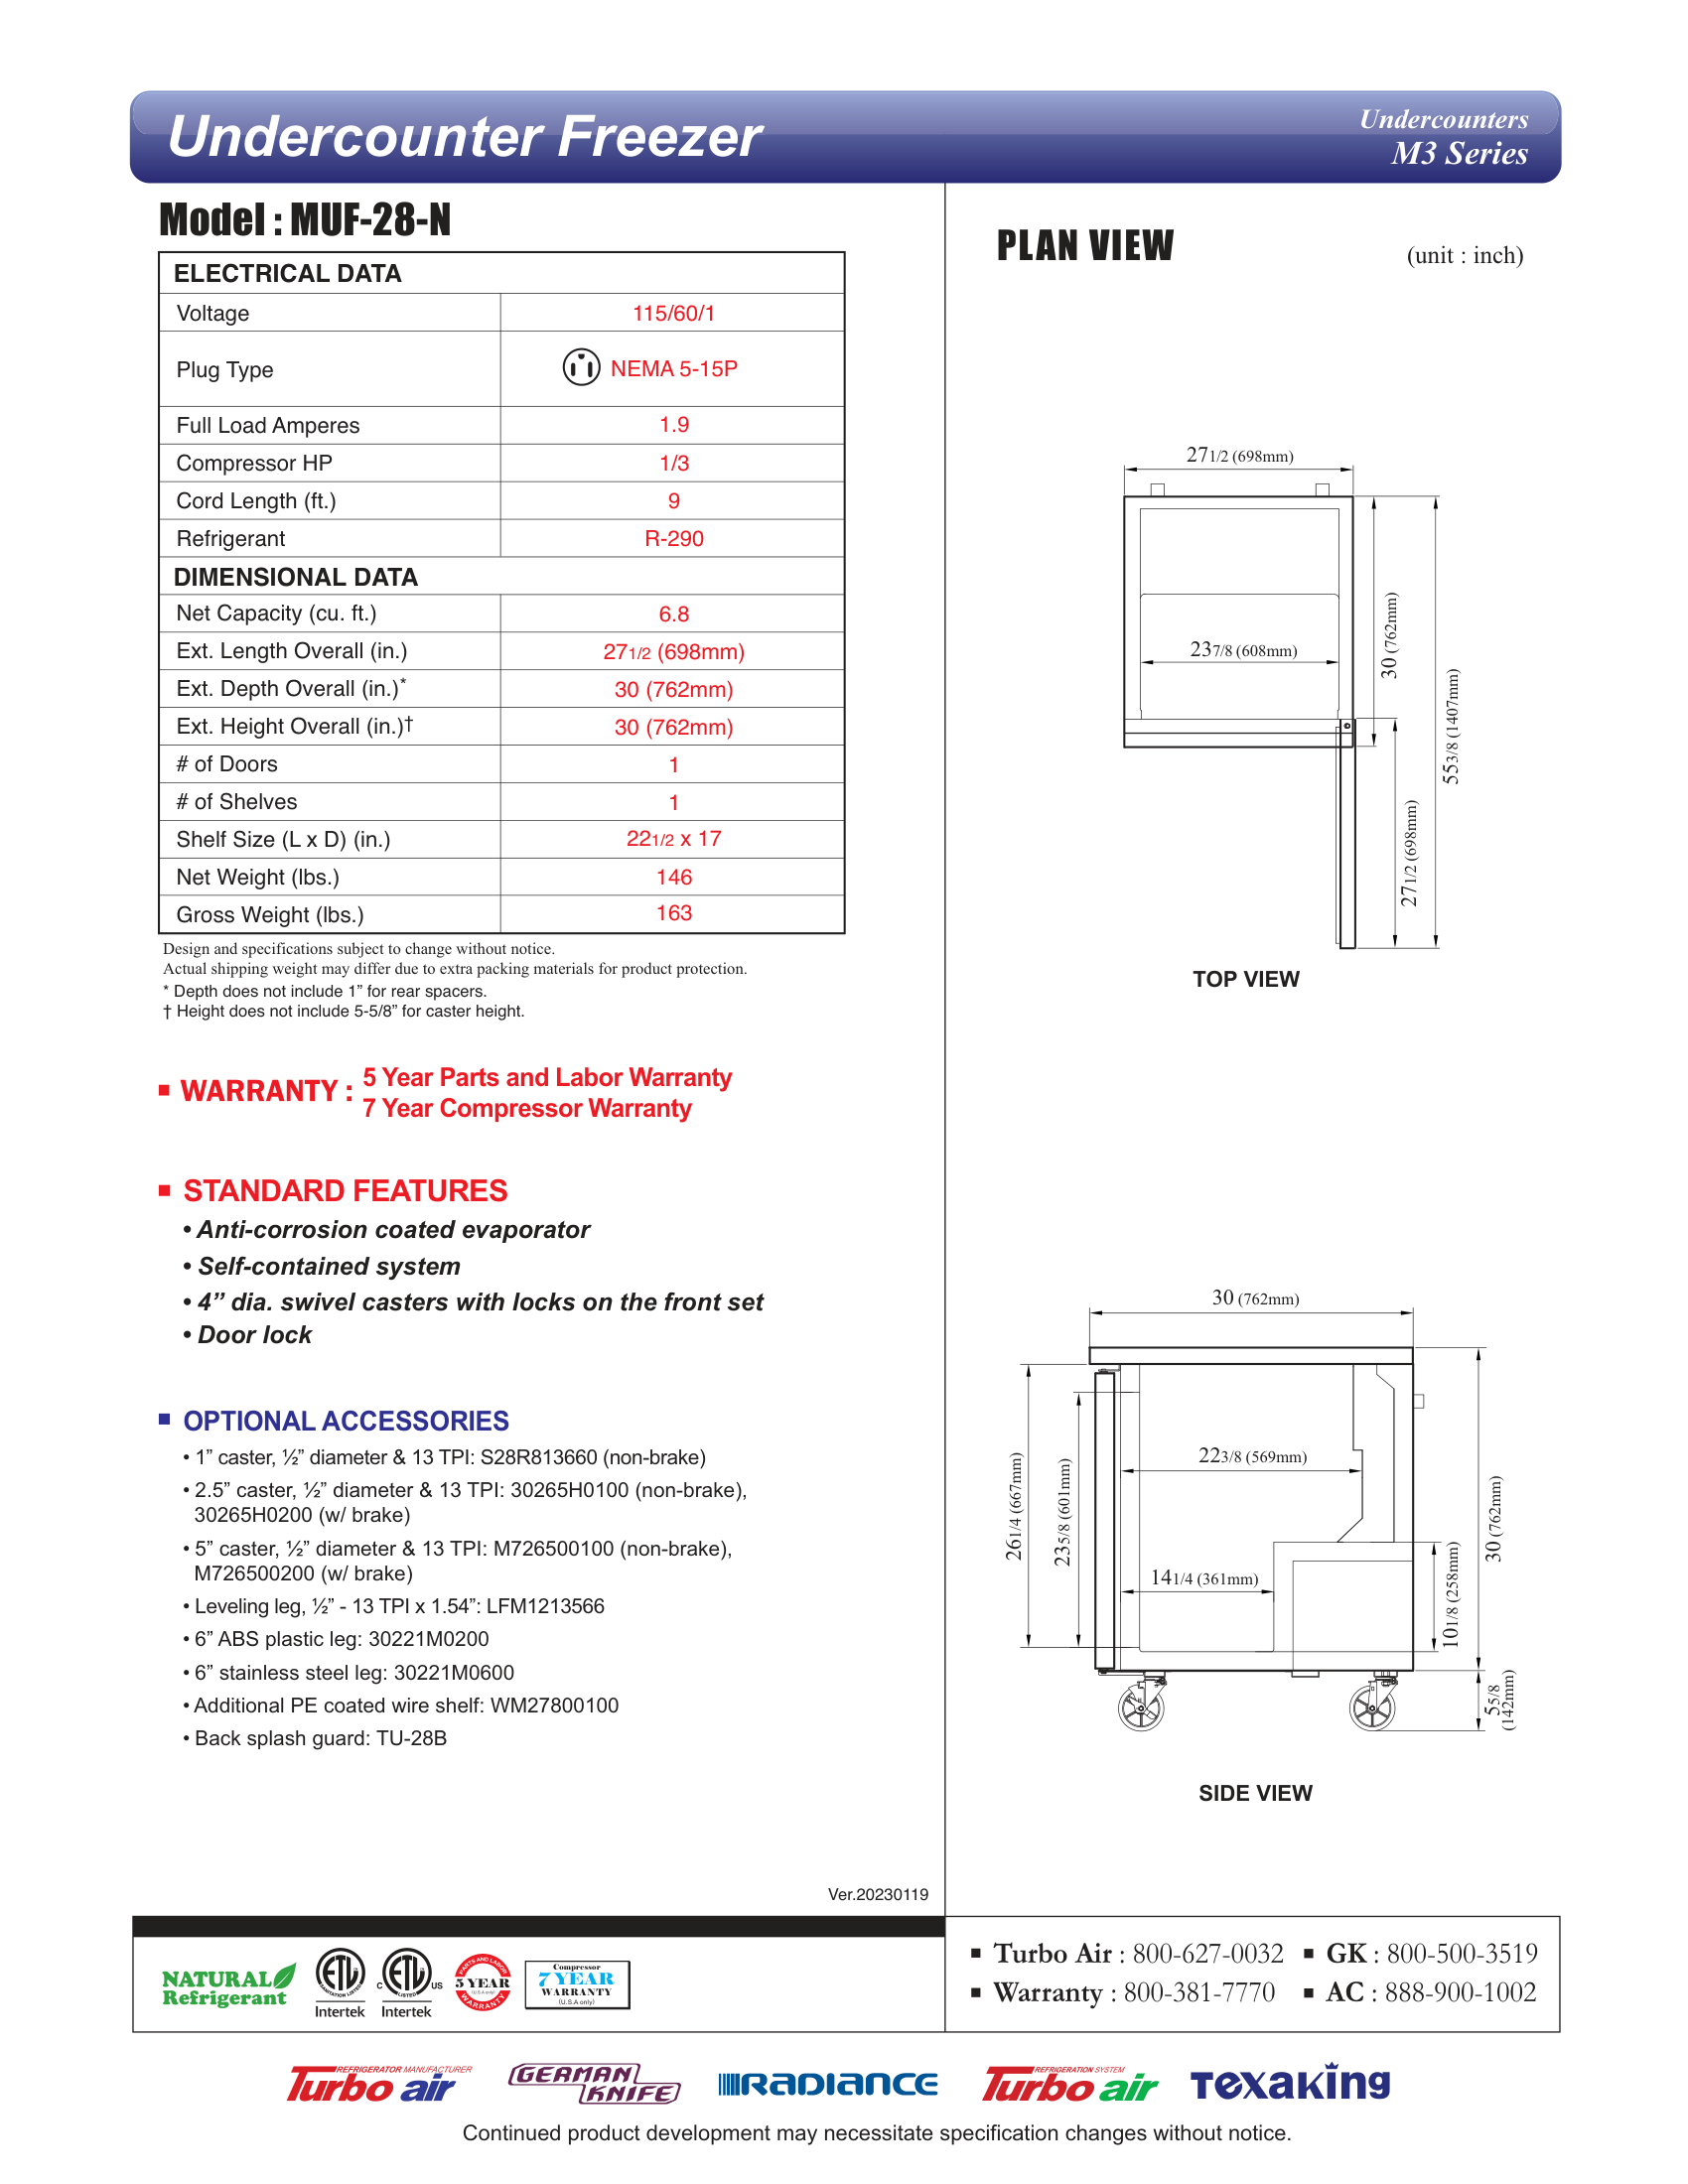 Undercounter Freezer
Undercounters
M3 Series
Model : MUF-28-N
ELECTRICAL DATA
Voltage 115/60/1
Plug Type NEMA 5-15P
Full Load Amperes 1.9
Compressor HP 1/3
Cord Length (ft.) 9
Refrigerant R-290
DIMENSIONAL DATA
Net Capacity (cu. ft.) 6.8
Ext. Length Overall (in.) 27 1/2 (698mm)
Ext. Depth Overall (in.)* 30 (762mm)
Ext. Height Overall (in.)† 30 (762mm)
# of Doors 1
# of Shelves 1
Shelf Size (L x D) (in.) 22 1/2 x 17
Net Weight (lbs.) 146
Gross Weight (lbs.) 163
Design and specifications subject to change without notice.
Actual shipping weight may differ due to extra packing materials for product protection.
* Depth does not include 1” for rear spacers.
† Height does not include 5-5/8” for caster height.
▪ WARRANTY : 5 Year Parts and Labor Warranty
7 Year Compressor Warranty
▪ STANDARD FEATURES
• Anti-corrosion coated evaporator
• Self-contained system
• 4” dia. swivel casters with locks on the front set
• Door lock
▪ OPTIONAL ACCESSORIES
• 1” caster, ½” diameter & 13 TPI: S28R813660 (non-brake)
• 2.5” caster, ½” diameter & 13 TPI: 30265H0100 (non-brake),
30265H0200 (w/ brake)
• 5” caster, ½” diameter & 13 TPI: M726500100 (non-brake),
M726500200 (w/ brake)
• Leveling leg, ½” - 13 TPI x 1.54”: LFM1213566
• 6” ABS plastic leg: 30221M0200
• 6” stainless steel leg: 30221M0600
• Additional PE coated wire shelf: WM27800100
• Back splash guard: TU-28B
Ver.20230119
PLAN VIEW
(unit : inch)
27 1/2 (698mm)
23 7/8 (608mm)
30 (762mm)
55 3/8 (1407mm)
27 1/2 (698mm)
TOP VIEW
30 (762mm)
26 1/4 (667mm)
23 5/8 (601mm)
22 3/8 (569mm)
14 1/4 (361mm)
10 1/8 (258mm)
30 (762mm)
5 5/8
(142mm)
SIDE VIEW
NATURAL
Refrigerant
ETL
SANITATION LISTED
Intertek
C ETL US
LISTED
Intertek
PARTS AND LABOR
5 YEAR
(U.S.A only)
WARRANTY
Compressor
7 YEAR
WARRANTY
(U.S.A only)
▪ Turbo Air : 800-627-0032 ▪ GK : 800-500-3519
▪ Warranty : 800-381-7770 ▪ AC : 888-900-1002
REFRIGERATOR MANUFACTURER
Turbo air
GERMAN
KNIFE
RADIANCE
REFRIGERATION SYSTEM
Turbo air
Texaking
Continued product development may necessitate specification changes without notice.